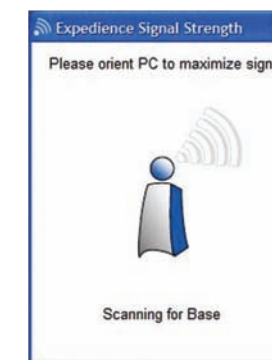 Expedience Signal Strength
Please orient PC to maximize sign
Scanning for Base